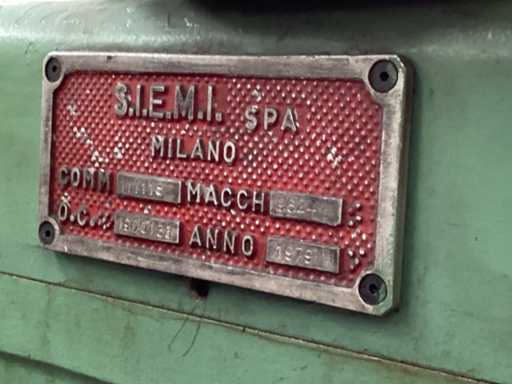 S.I.E.M.I. SPA
MILANO
COMM MACCH
O.C. ANNO 1979